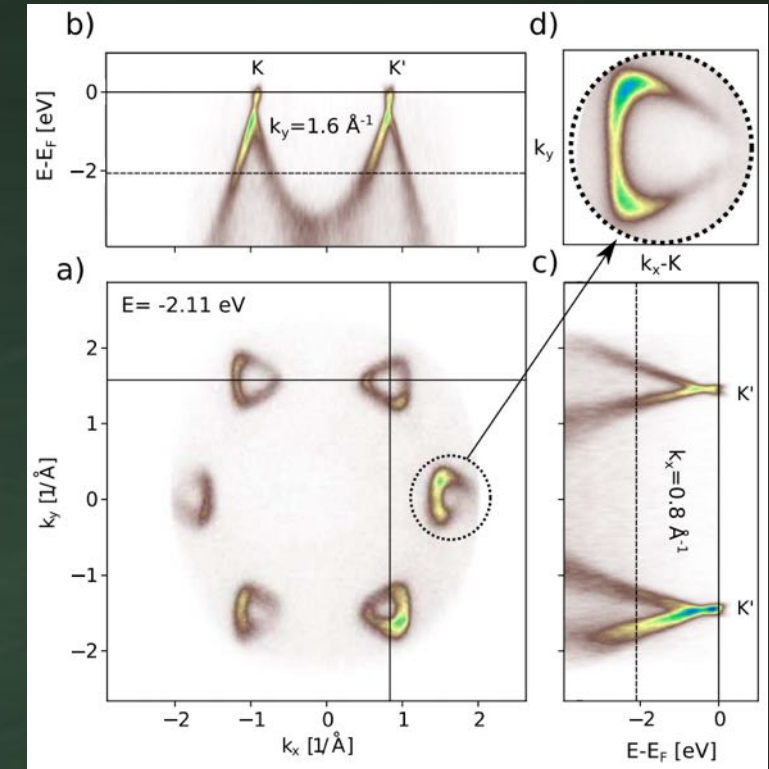 b)
d)
K
K'
0
−2
E-E_F [eV]
k_y=1.6 Å⁻¹
k_y
k_x-K
a)
c)
E= -2.11 eV
2
1
0
−1
−2
k_y [1/Å]
−2
−1
0
1
2
k_x [1/Å]
K'
k_x=0.8 Å⁻¹
K'
−2
0
E-E_F [eV]